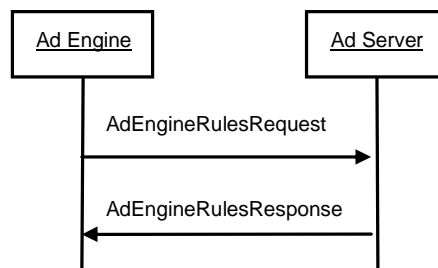 Ad Engine
Ad Server
AdEngineRulesRequest
AdEngineRulesResponse